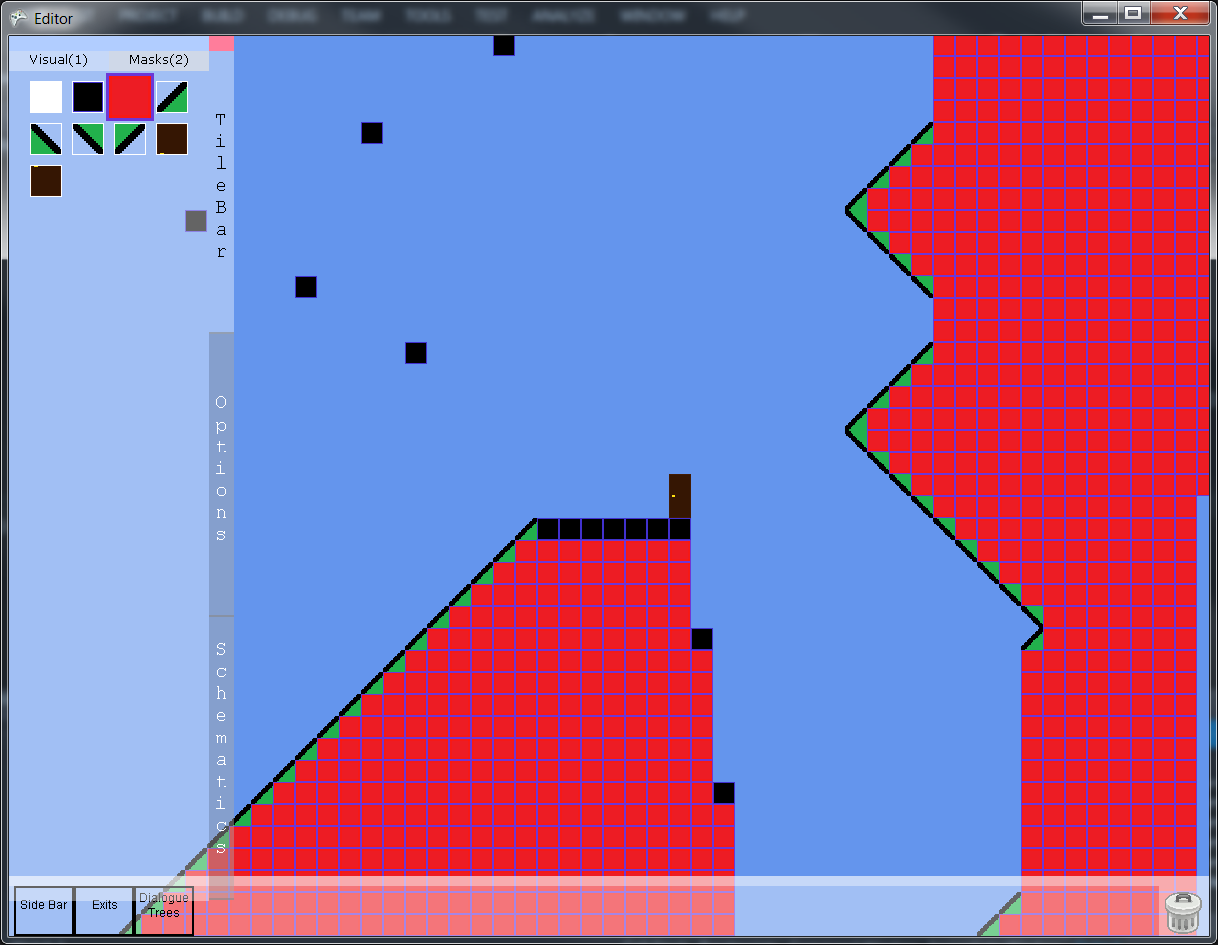 Editor
PROJECT BUILD DEBUG TEAM TOOLS TEST ANALYZE WINDOW HELP
Visual(1) Masks(2)
TileBar
Options
Schematics
Side Bar Exits Dialogue
Trees